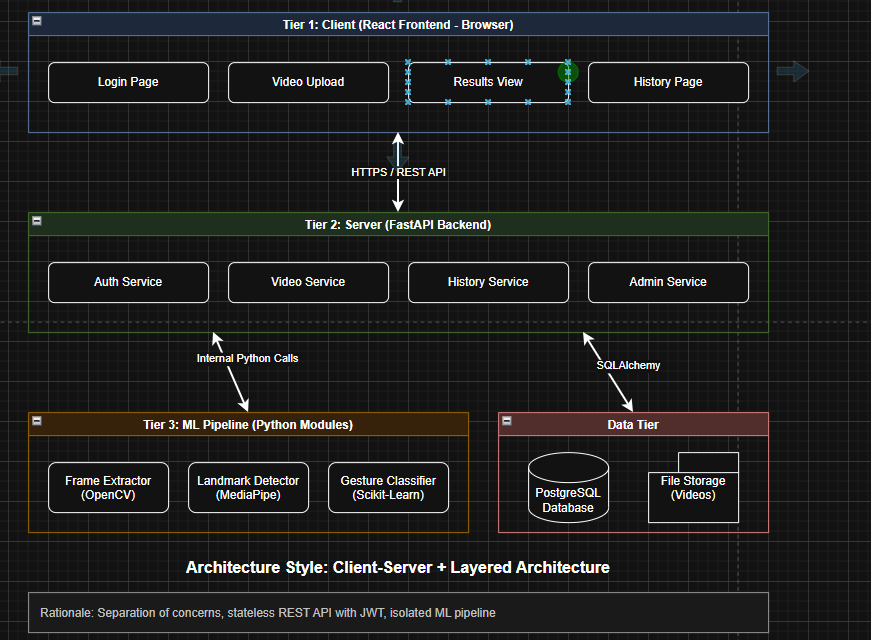 Tier 1: Client (React Frontend - Browser)
Login Page
Video Upload
Results View
History Page
HTTPS / REST API
Tier 2: Server (FastAPI Backend)
Auth Service
Video Service
History Service
Admin Service
Internal Python Calls
SQLAlchemy
Tier 3: ML Pipeline (Python Modules)
Frame Extractor
(OpenCV)
Landmark Detector
(MediaPipe)
Gesture Classifier
(Scikit-Learn)
Data Tier
PostgreSQL
Database
File Storage
(Videos)
Architecture Style: Client-Server + Layered Architecture
Rationale: Separation of concerns, stateless REST API with JWT, isolated ML pipeline